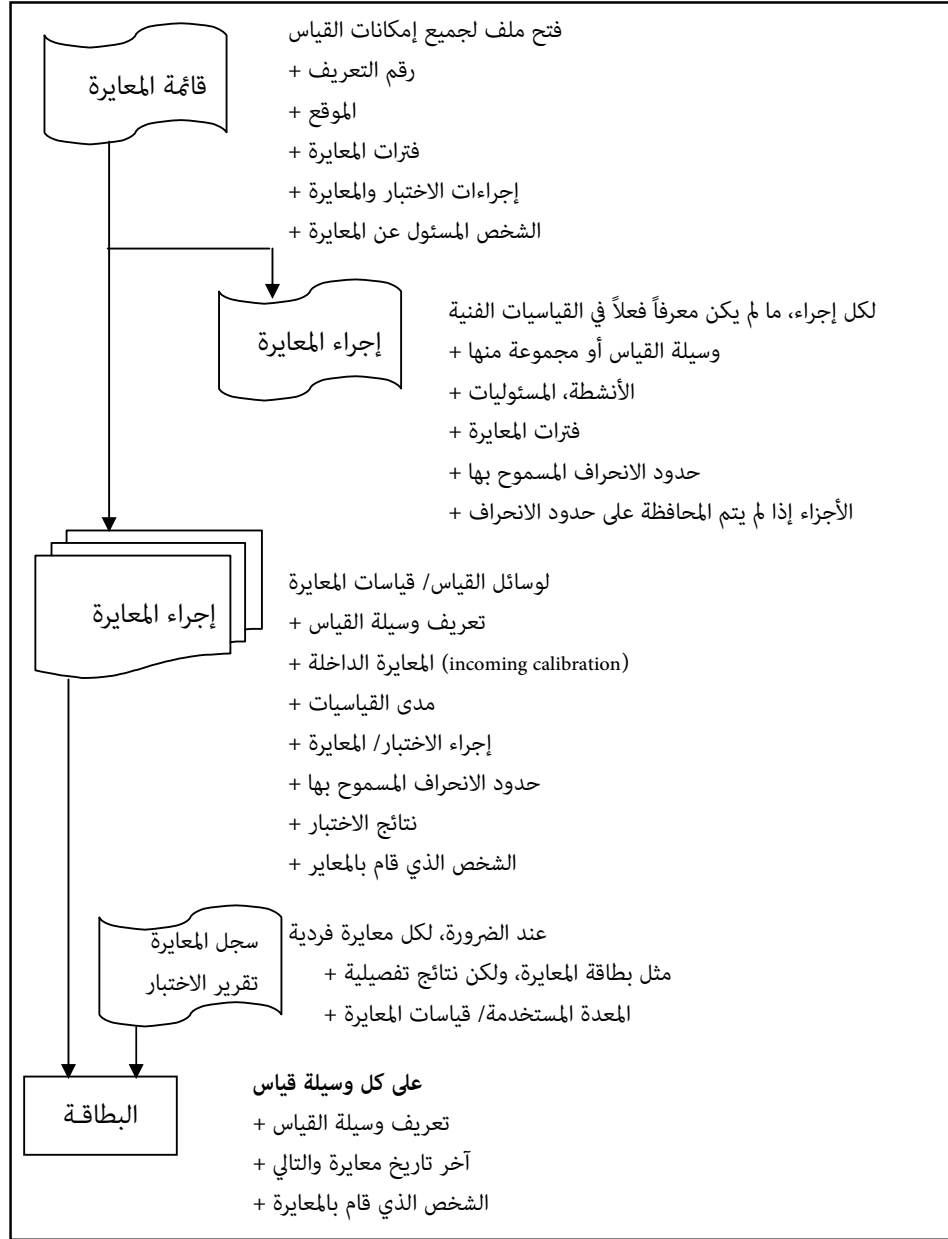 فتح ملف لجميع إمكانات القياس
قائمة المعايرة
رقم التعريف +
الموقع +
فترات المعايرة +
إجراءات الاختبار والمعايرة +
الشخص المسئول عن المعايرة +
إجراء المعايرة
لكل إجراء، ما لم يكن معرفاً فعلاً في القياسيات الفنية
وسيلة القياس أو مجموعة منها +
الأنشطة، المسئوليات +
فترات المعايرة +
حدود الانحراف المسموح بها +
الأجزاء إذا لم يتم المحافظة على حدود الانحراف +
إجراء المعايرة
لوسائل القياس/ قياسات المعايرة
تعريف وسيلة القياس +
المعايرة الداخلة (incoming calibration) +
مدى القياسيات +
إجراء الاختبار/ المعايرة +
حدود الانحراف المسموح بها +
نتائج الاختبار +
الشخص الذي قام بالمعاير +
سجل المعايرة
تقرير الاختبار
عند الضرورة، لكل معايرة فردية
مثل بطاقة المعايرة، ولكن نتائج تفصيلية +
المعدة المستخدمة/ قياسات المعايرة +
البطاقـة
على كل وسيلة قياس
تعريف وسيلة القياس +
آخر تاريخ معايرة والتالي +
الشخص الذي قام بالمعايرة +